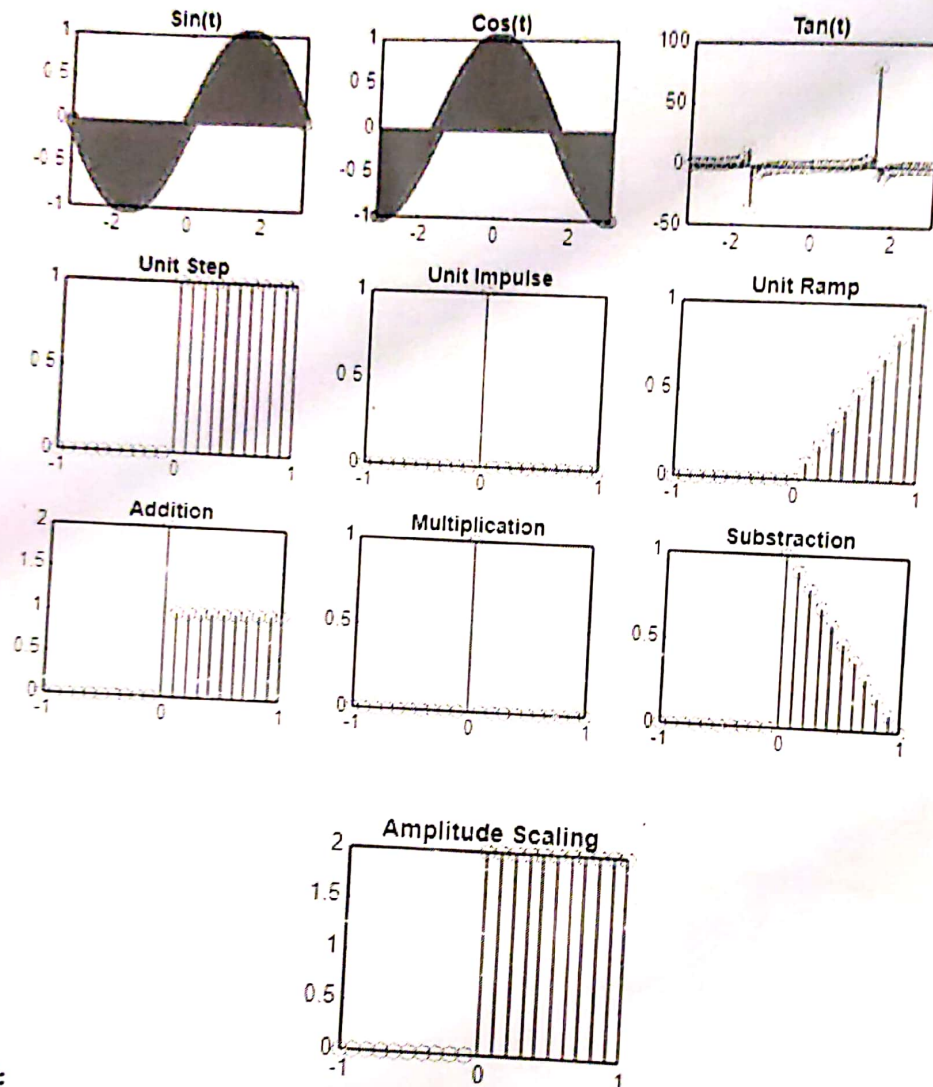 Sin(t) Cos(t) Tan(t)
1 0.5 0 -0.5 -1
-2 0 2
1 0.5 0 -0.5 -1
-2 0 2
100 50 0 -50
-2 0 2
Unit Step Unit Impulse Unit Ramp
1 0.5 0
-1 0 1
1 0.5 0
-1 0 1
1 0.5 0
-1 0 1
Addition Multiplication Substraction
2 1.5 1 0.5 0
-1 0 1
1 0.5 0
-1 0 1
1 0.5 0
-1 0 1
Amplitude Scaling
2
1.5
1
0.5
0
-1 0 1